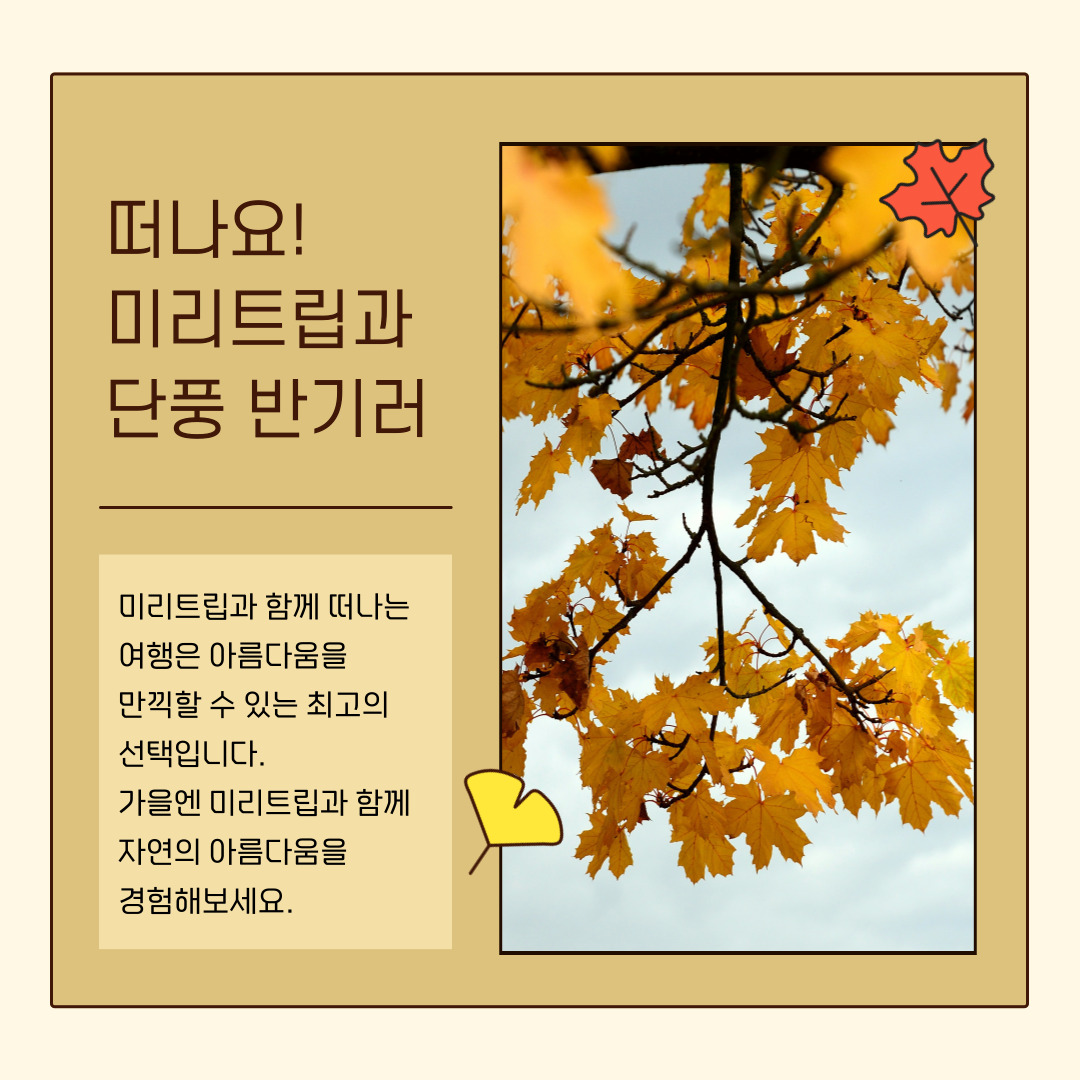 떠나요!
미리트립과
단풍 반기러
미리트립과 함께 떠나는
여행은 아름다움을
만끽할 수 있는 최고의
선택입니다.
가을엔 미리트립과 함께
자연의 아름다움을
경험해보세요.